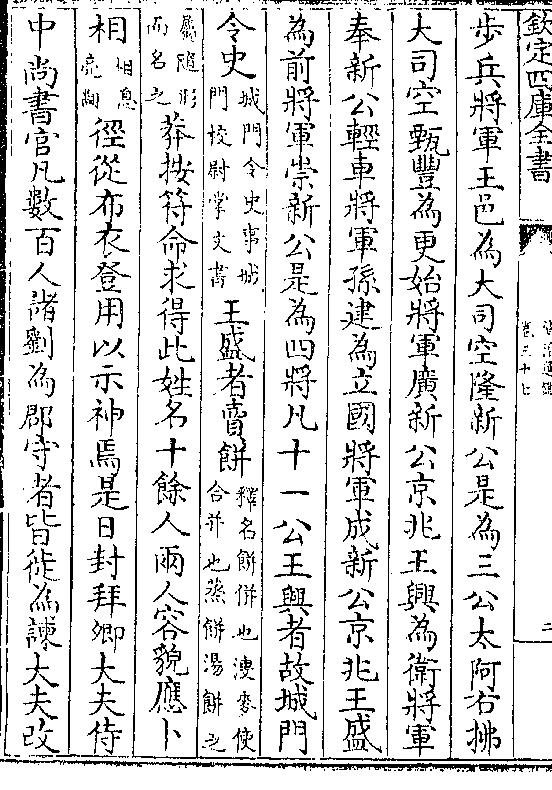 欽定四庫全書
資治通鑑
卷三十七
二
步兵將軍王邑為大司空隆新公是為三公太阿右拂
大司空甄豐為更始將軍廣新公京兆王興為衛將軍
奉新公輕車將軍孫建為立國將軍成新公京兆王盛
為前將軍崇新公是為四將凡十一公王興者故城門
令史城門令史事城門校尉掌文書王盛者賣餅釋名餅併也溲麥使合并也蒸餅湯餅之
屬隨形而名之莽按符命求得此姓名十餘人兩人容貌應卜
相相息亮翻徑從布衣登用以示神焉是日封拜卿大夫侍
中尚書官凡數百人諸劉為郡守者皆徙為諫大夫改